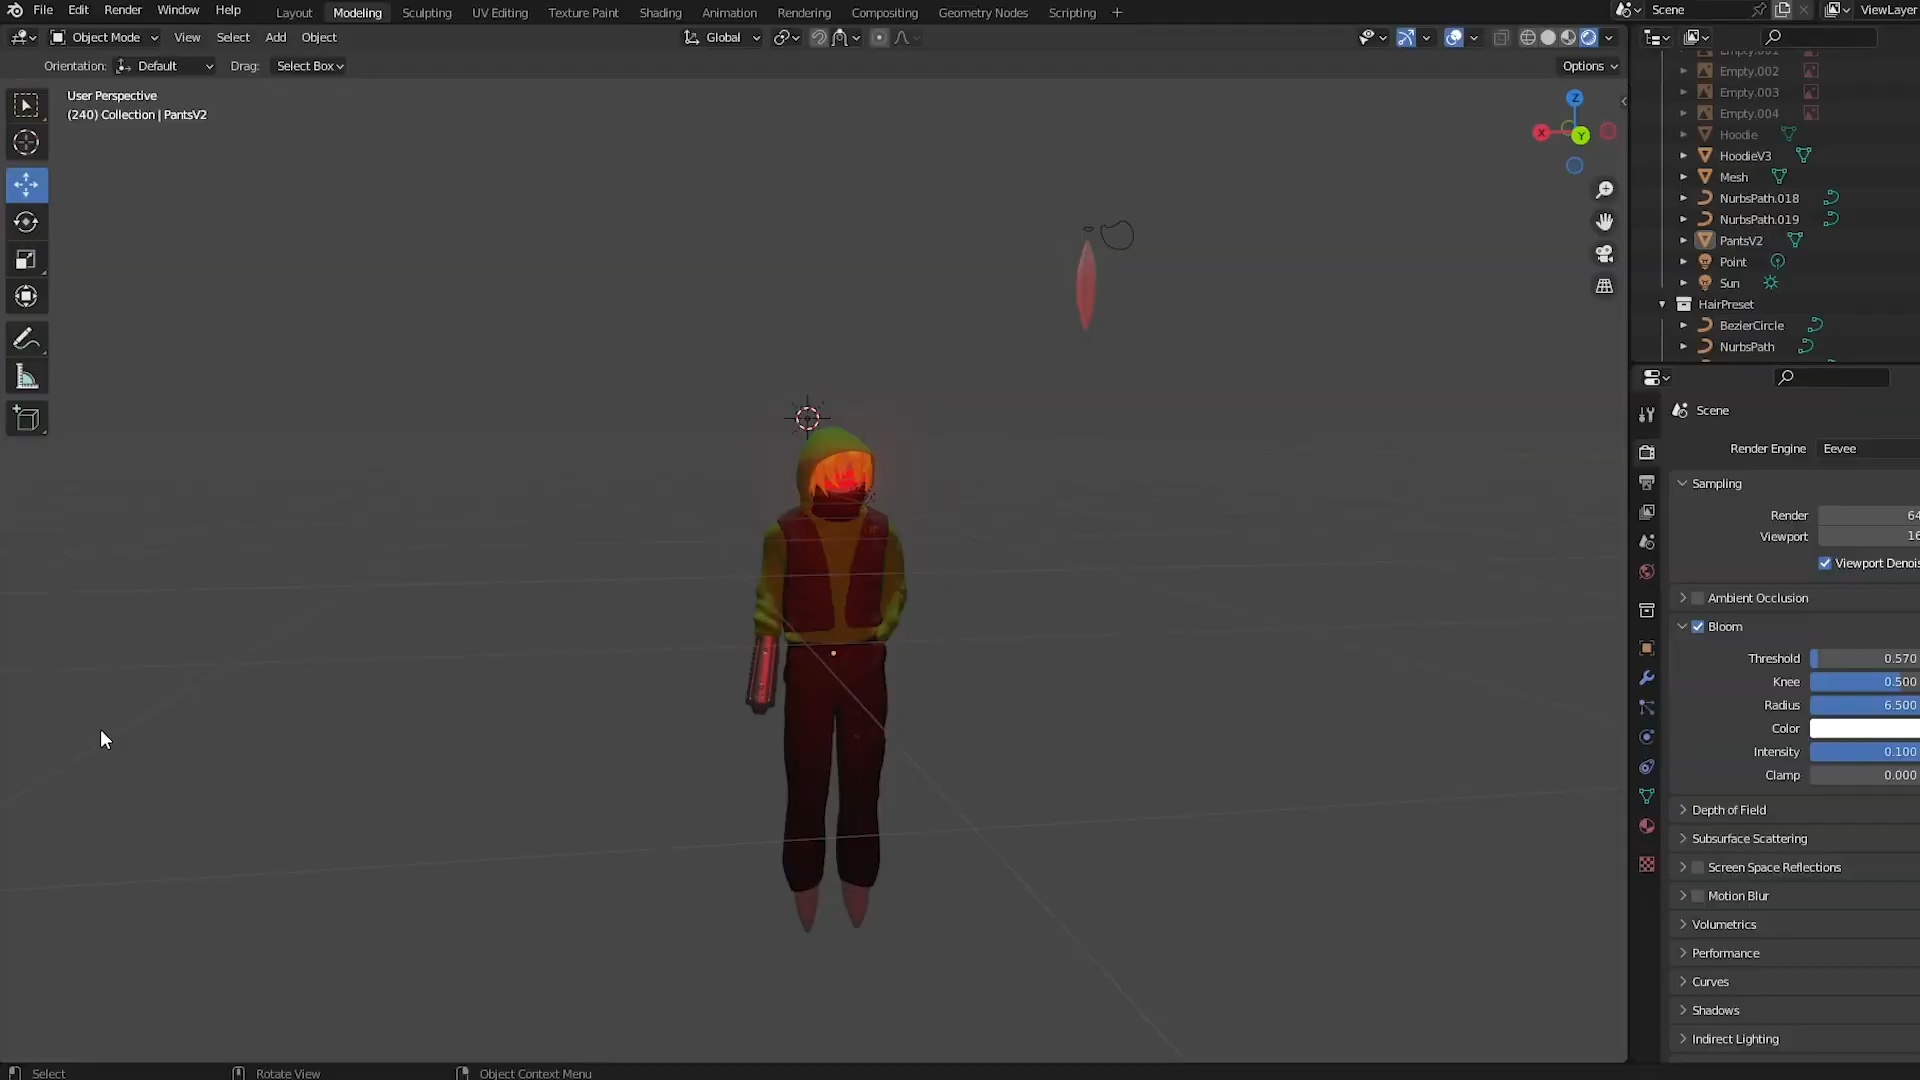 File Edit Render Window Help Layout Modeling Sculpting UV Editing Texture Paint Shading Animation Rendering Compositing Geometry Nodes Scripting + Scene ViewLayer
Object Mode View Select Add Object Global
Orientation: Default Drag: Select Box Options
User Perspective
(240) Collection | PantsV2
Z
X
Y
Empty.001
Empty.002
Empty.003
Empty.004
Hoodie
HoodieV3
Mesh
NurbsPath.018
NurbsPath.019
PantsV2
Point
Sun
HairPreset
BezierCircle
NurbsPath
Scene
Render Engine Eevee
Sampling
Render 64
Viewport 16
Viewport Denois
Ambient Occlusion
Bloom
Threshold 0.570
Knee 0.500
Radius 6.500
Color
Intensity 0.100
Clamp 0.000
Depth of Field
Subsurface Scattering
Screen Space Reflections
Motion Blur
Volumetrics
Performance
Curves
Shadows
Indirect Lighting
Select Rotate View Object Context Menu